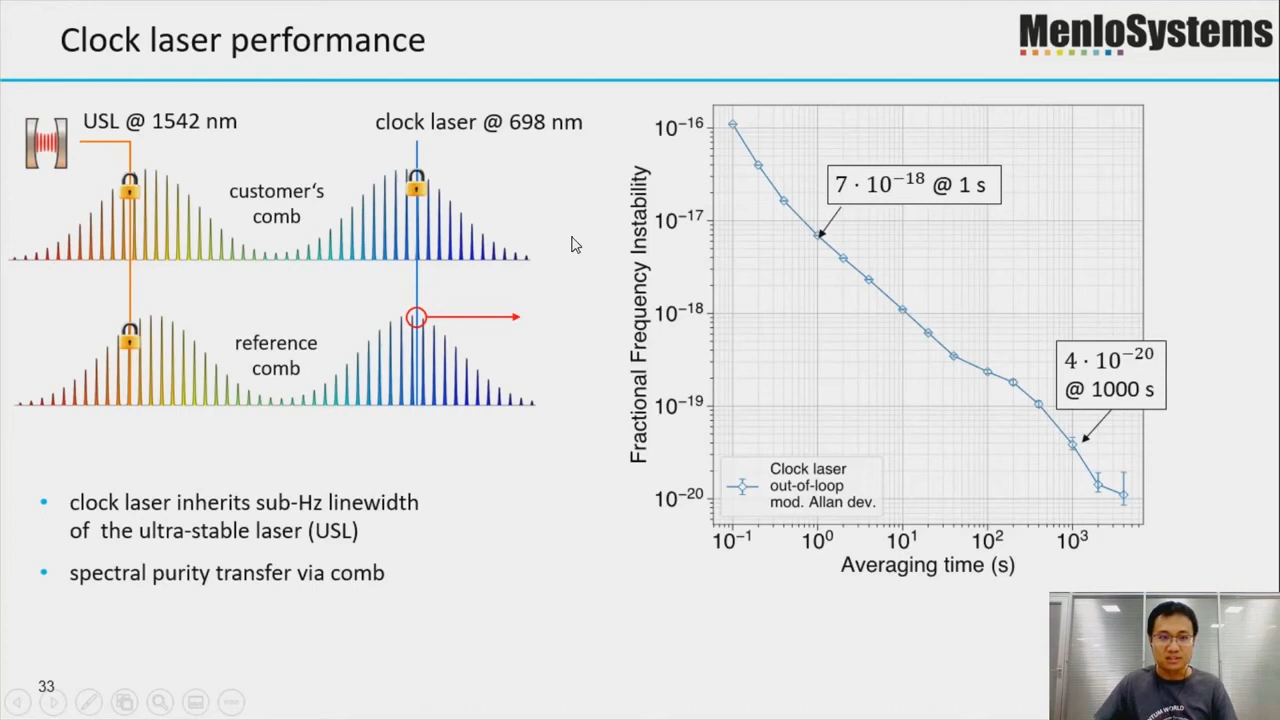 Clock laser performance
MenloSystems
USL @ 1542 nm
clock laser @ 698 nm
customer‘s
comb
reference
comb
• clock laser inherits sub-Hz linewidth
of the ultra-stable laser (USL)
• spectral purity transfer via comb
Fractional Frequency Instability
10⁻¹⁶
10⁻¹⁷
10⁻¹⁸
10⁻¹⁹
10⁻²⁰
7 · 10⁻¹⁸ @ 1 s
4 · 10⁻²⁰
@ 1000 s
Clock laser
out-of-loop
mod. Allan dev.
10⁻¹ 10⁰ 10¹ 10² 10³
Averaging time (s)
33